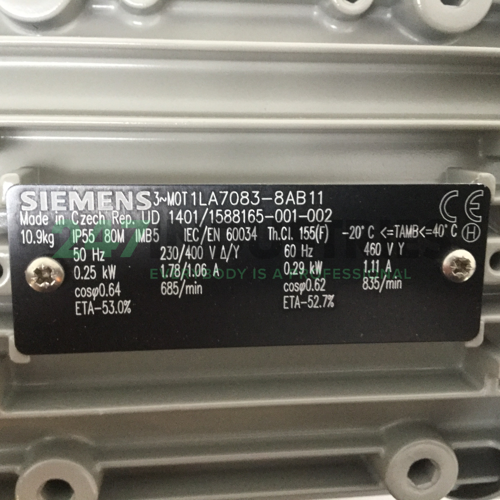 SIEMENS 3~MOT 1LA7083-8AB11
Made in Czech Rep. UD 1401/1588165-001-002
10.9kg IP55 80M IMB5 IEC/EN 60034 Th.Cl. 155(F) -20°C <=TAMB<=40°C
50 Hz 230/400 V Δ/Y 60 Hz 460 V Y
0.25 kW 1.78/1.06 A 0.29 kW 1.11 A
cosφ0.64 685/min cosφ0.62 835/min
ETA-53.0% ETA-52.7%
CE
H
247
EVERYBODY IS A PROFESSIONAL